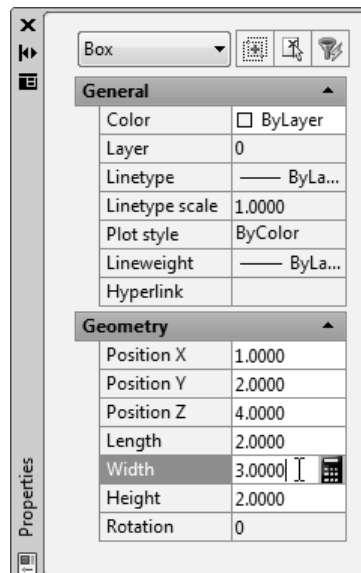 Box
General
Color ByLayer
Layer 0
Linetype ByLa...
Linetype scale 1.0000
Plot style ByColor
Lineweight ByLa...
Hyperlink
Geometry
Position X 1.0000
Position Y 2.0000
Position Z 4.0000
Length 2.0000
Width 3.0000
Height 2.0000
Rotation 0
Properties